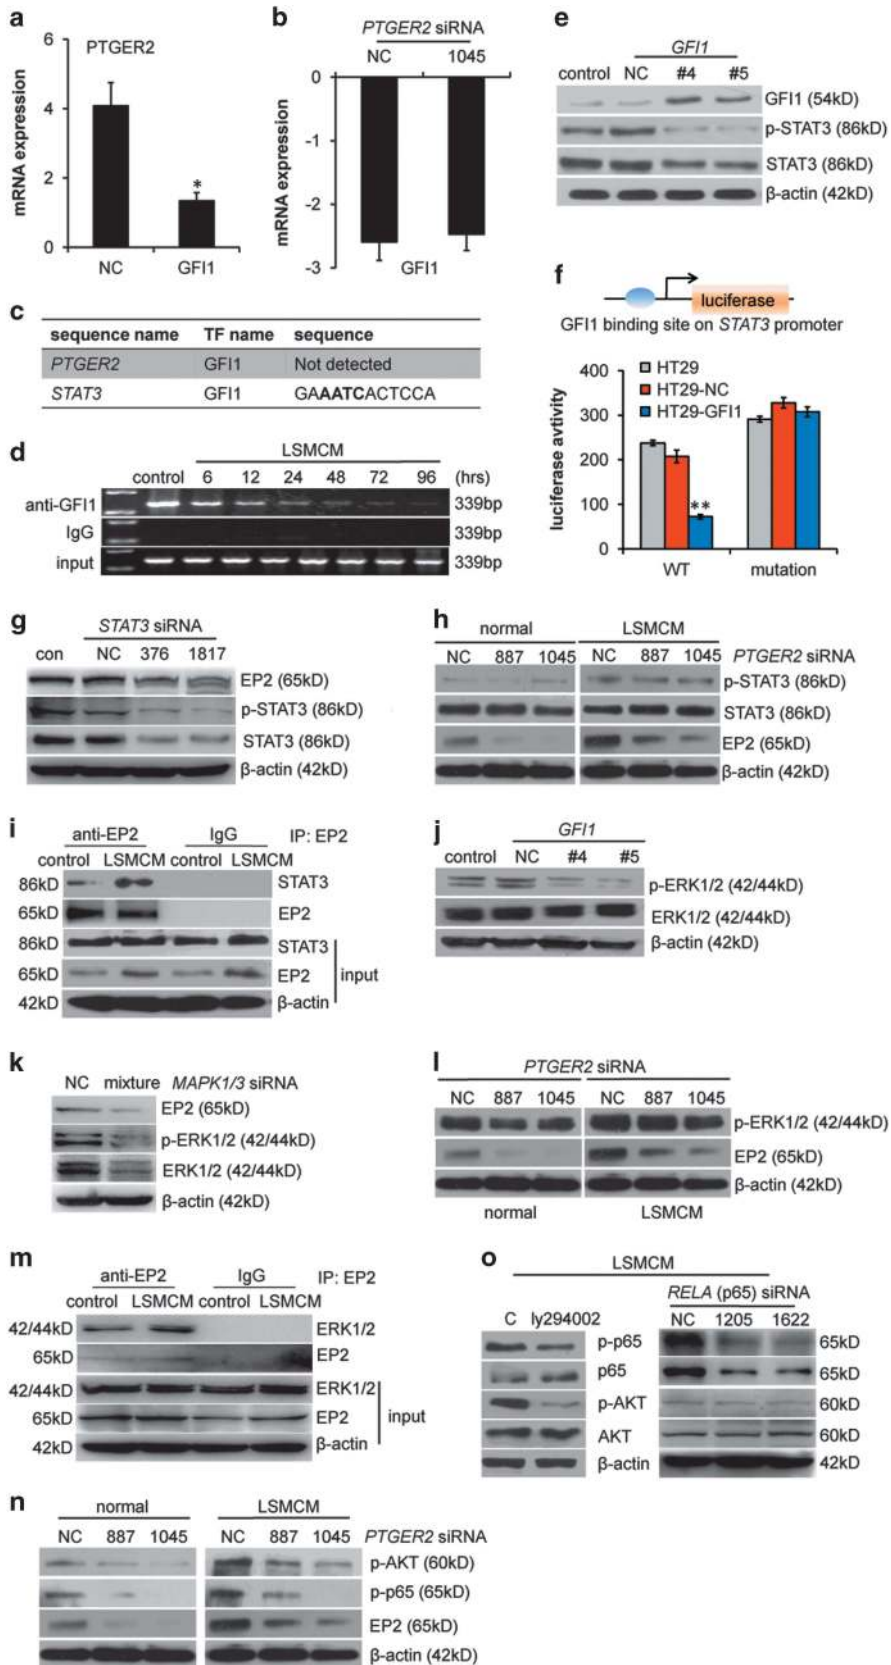 a
PTGER2
mRNA expression
6
4
2
0
*
NC GFI1
b
PTGER2 siRNA
NC 1045
mRNA expression
0
-1
-2
-3
GFI1
c
sequence name TF name sequence
PTGER2 GFI1 Not detected
STAT3 GFI1 GAAATCACTCCA
d
LSMCM
control 6 12 24 48 72 96 (hrs)
anti-GFI1 339bp
IgG 339bp
input 339bp
e
GFI1
control NC #4 #5
GFI1 (54kD)
p-STAT3 (86kD)
STAT3 (86kD)
β-actin (42kD)
f
luciferase
GFI1 binding site on STAT3 promoter
luciferase avtivity
400
300
200
100
0
HT29
HT29-NC
HT29-GFI1
**
WT mutation
g
STAT3 siRNA
con NC 376 1817
EP2 (65kD)
p-STAT3 (86kD)
STAT3 (86kD)
β-actin (42kD)
h
normal LSMCM
NC 887 1045 NC 887 1045 PTGER2 siRNA
p-STAT3 (86kD)
STAT3 (86kD)
EP2 (65kD)
β-actin (42kD)
i
anti-EP2 IgG IP: EP2
control LSMCM control LSMCM
86kD STAT3
65kD EP2
86kD STAT3
65kD EP2
42kD β-actin
input
j
GFI1
control NC #4 #5
p-ERK1/2 (42/44kD)
ERK1/2 (42/44kD)
β-actin (42kD)
k
NC mixture MAPK1/3 siRNA
EP2 (65kD)
p-ERK1/2 (42/44kD)
ERK1/2 (42/44kD)
β-actin (42kD)
l
PTGER2 siRNA
NC 887 1045 NC 887 1045
p-ERK1/2 (42/44kD)
EP2 (65kD)
β-actin (42kD)
normal LSMCM
m
anti-EP2 IgG IP: EP2
control LSMCM control LSMCM
42/44kD ERK1/2
65kD EP2
42/44kD ERK1/2
65kD EP2
42kD β-actin
input
o
LSMCM
RELA (p65) siRNA
C ly294002 NC 1205 1622
p-p65 65kD
p65 65kD
p-AKT 60kD
AKT 60kD
β-actin 42kD
n
normal LSMCM
NC 887 1045 NC 887 1045 PTGER2 siRNA
p-AKT (60kD)
p-p65 (65kD)
EP2 (65kD)
β-actin (42kD)